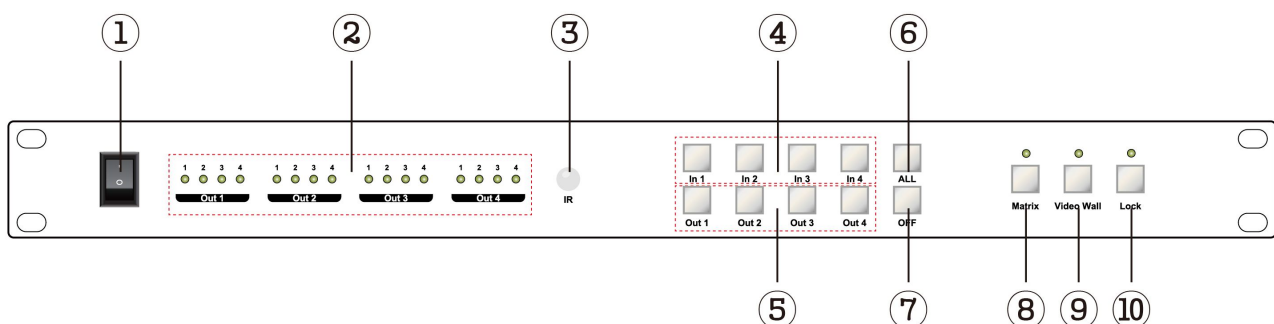 ① ② ③ ④ ⑥
1 2 3 4 1 2 3 4 1 2 3 4 1 2 3 4
Out 1 Out 2 Out 3 Out 4
IR
In 1 In 2 In 3 In 4 ALL
Out 1 Out 2 Out 3 Out 4 OFF
Matrix Video Wall Lock
⑤ ⑦ ⑧ ⑨ ⑩